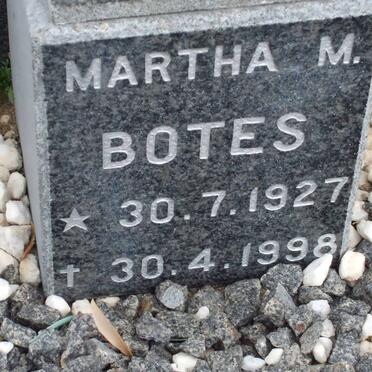 MARTHA M.
BOTES
★ 30.7.1927
✝ 30.4.1998